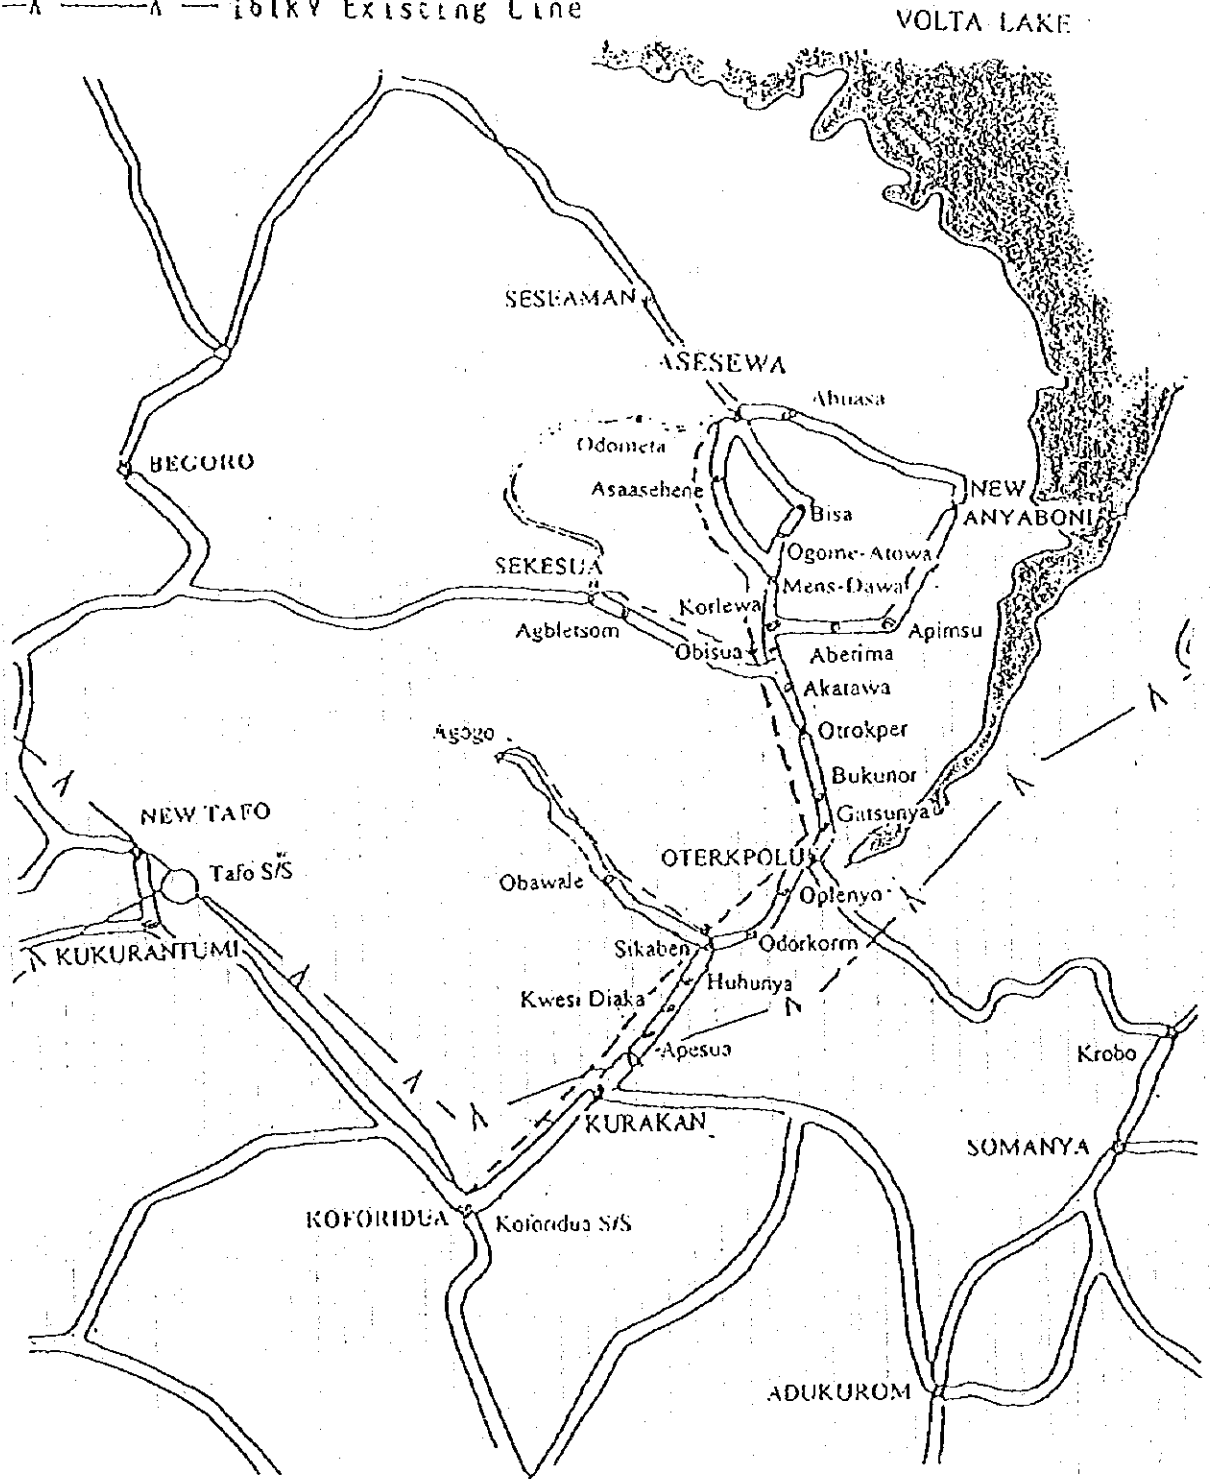 161kV Existing Line
VOLTA LAKE
SESEAMAN
ASESEWA
Abuasa
Odometa
BEGORO
Asaasehene
NEW
ANYABONI
Bisa
Ogome-Atowa
SEKESUA
Mens-Dawa
Korlewa
Agbletsom
Apimsu
Obisua
Aberima
Akatawa
Otrokper
Agogo
Bukunor
NEW TAFO
Gatsunya
OTERKPOLU
Tafo S/S
Obawale
Oplenyo
Sikaben
Odorkorm
KUKURANTUMI
Huhunya
Kwesi Diaka
Apesua
Krobo
KURAKAN
SOMANYA
KOFORIDUA
Koforidua S/S
ADUKUROM